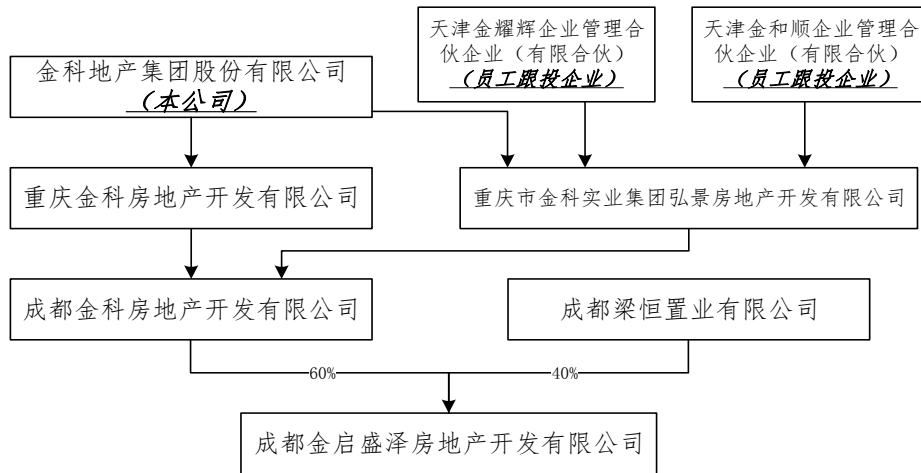 天津金耀辉企业管理合
伙企业（有限合伙）
（员工跟投企业）
天津金和顺企业管理合
伙企业（有限合伙）
（员工跟投企业）
金科地产集团股份有限公司
（本公司）
重庆金科房地产开发有限公司
重庆市金科实业集团弘景房地产开发有限公司
成都金科房地产开发有限公司
成都梁恒置业有限公司
60%
40%
成都金启盛泽房地产开发有限公司